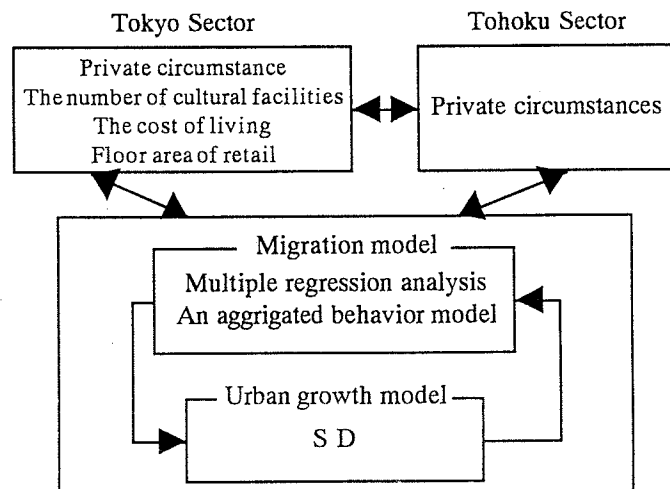 Tokyo Sector
Private circumstance
The number of cultural facilities
The cost of living
Floor area of retail
Tohoku Sector
Private circumstances
Migration model
Multiple regression analysis
An aggrigated behavior model
Urban growth model
S D